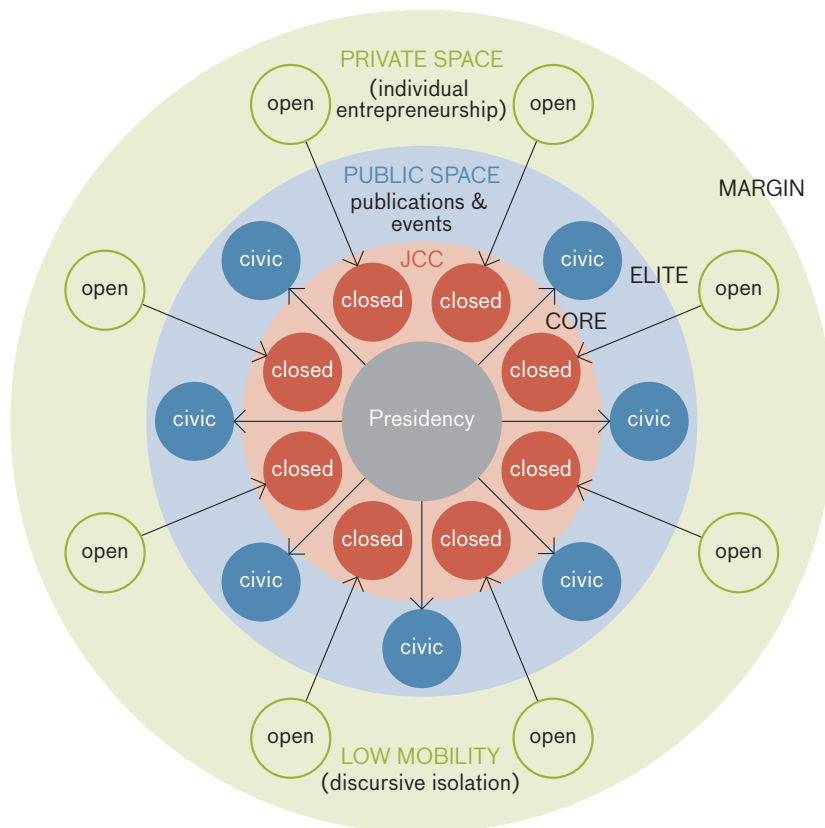 PRIVATE SPACE
(individual
entrepreneurship)
open
open
PUBLIC SPACE
publications &
events
MARGIN
civic
civic
JCC
ELITE
open
open
closed
closed
CORE
closed
closed
civic
Presidency
civic
closed
closed
open
closed
closed
open
civic
civic
civic
open
open
LOW MOBILITY
(discursive isolation)